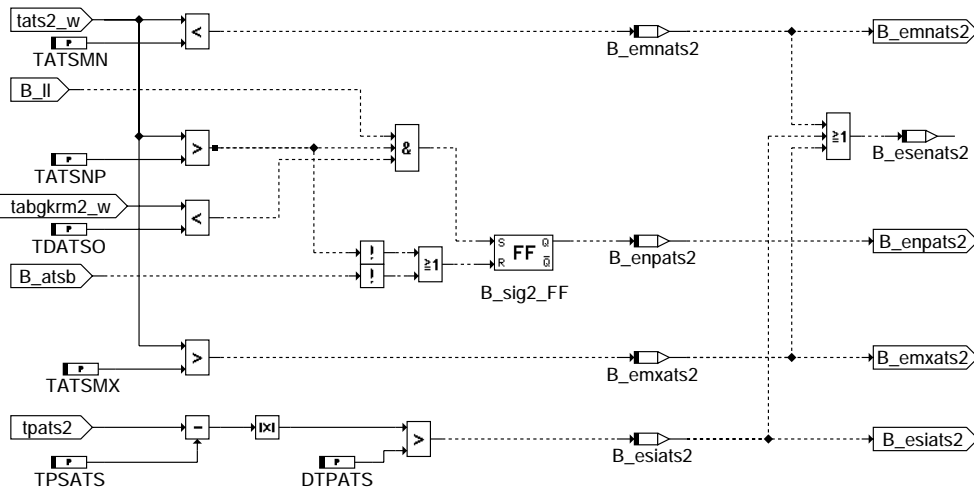 tats2_w
P
TATSMN
<
B_emnats2
B_emnats2
B_ll
&
≥1
B_esenats2
>
P
TATSNP
tabgkrm2_w
<
P
TDATSO
S FF Q
R Q̅
B_sig2_FF
B_enpats2
B_enpats2
!
!
≥1
B_atsb
>
P
TATSMX
B_emxats2
B_emxats2
tpats2
−
|x|
>
B_esiats2
B_esiats2
P
TPSATS
P
DTPATS